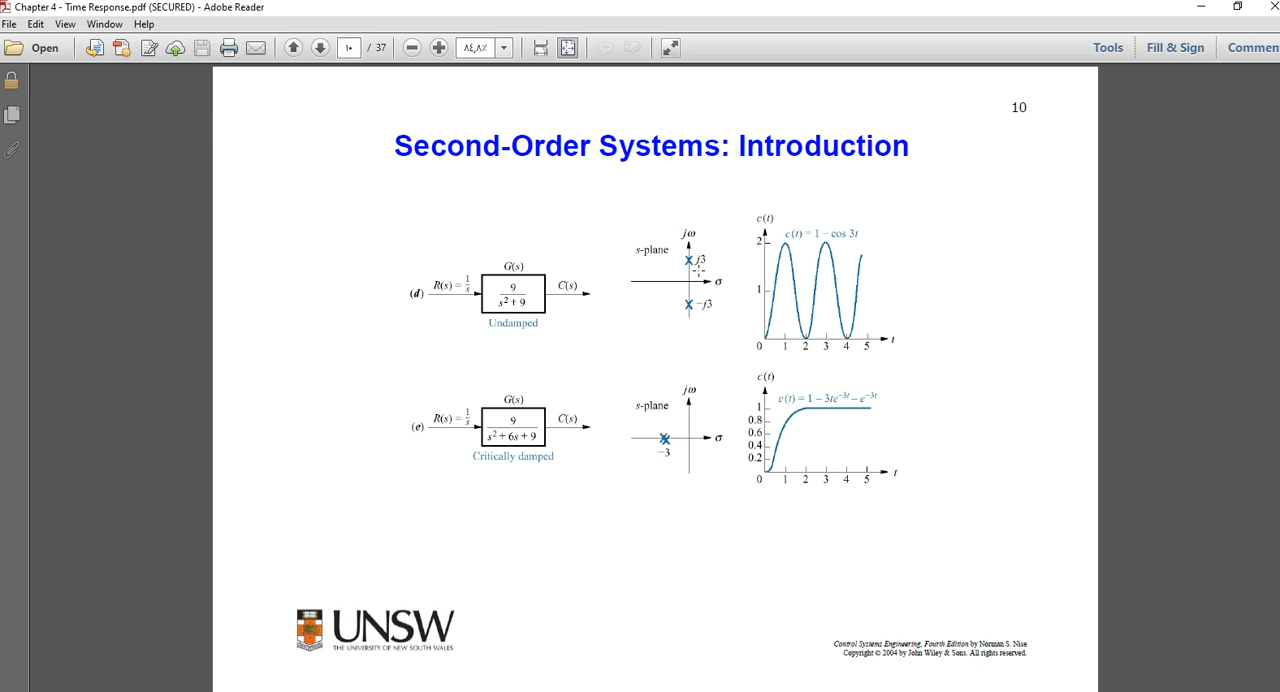 Chapter 4 - Time Response.pdf (SECURED) - Adobe Reader
File Edit View Window Help
Open ١٠ / 37 ٨٤,٨٪ Tools Fill & Sign Commen
10
Second-Order Systems: Introduction
(d) R(s) = 1/s G(s) 9/(s² + 9) C(s)
Undamped
s-plane jω j3 σ −j3
c(t) c(t) = 1 − cos 3t
2
1
0 1 2 3 4 5 t
(e) R(s) = 1/s G(s) 9/(s² + 6s + 9) C(s)
Critically damped
s-plane jω σ −3
c(t) c(t) = 1 − 3te⁻³ᵗ − e⁻³ᵗ
1
0.8
0.6
0.4
0.2
0 1 2 3 4 5 t
UNSW
THE UNIVERSITY OF NEW SOUTH WALES
Control Systems Engineering, Fourth Edition by Norman S. Nise
Copyright © 2004 by John Wiley & Sons. All rights reserved.